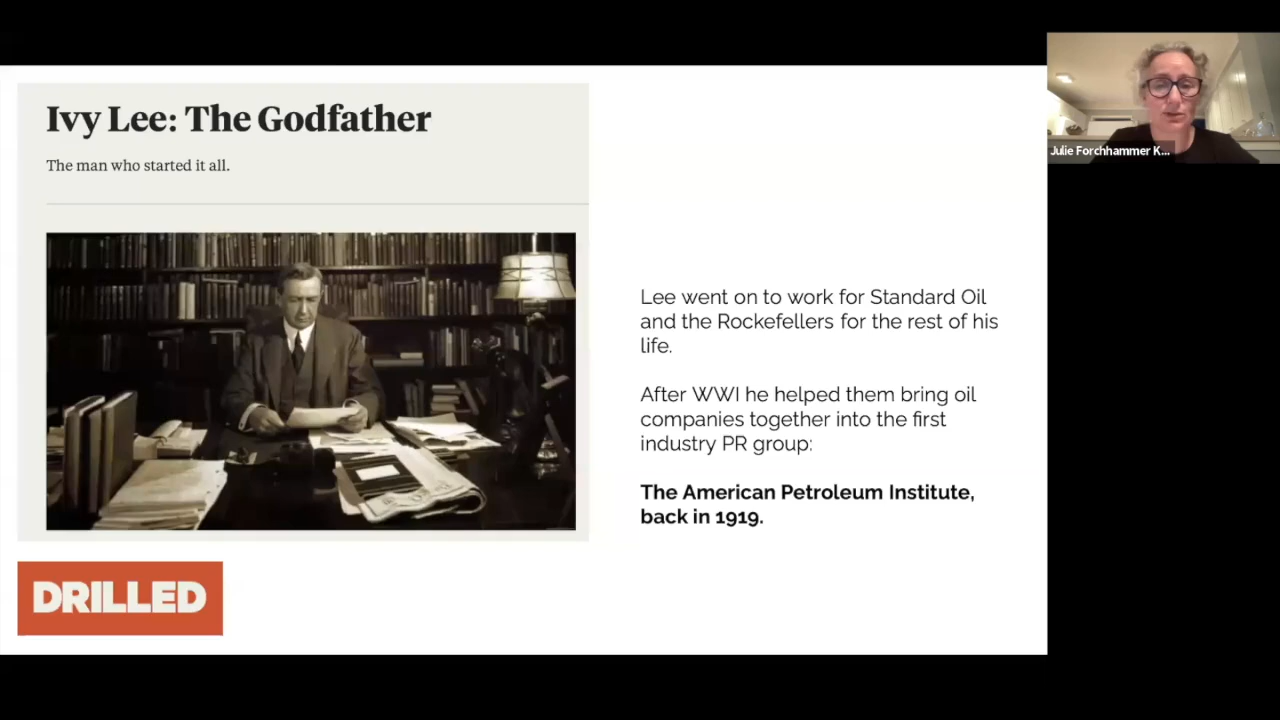 Ivy Lee: The Godfather
The man who started it all.
Lee went on to work for Standard Oil
and the Rockefellers for the rest of his
life.
After WWI he helped them bring oil
companies together into the first
industry PR group:
The American Petroleum Institute,
back in 1919.
DRILLED
Julie Forchhammer K...